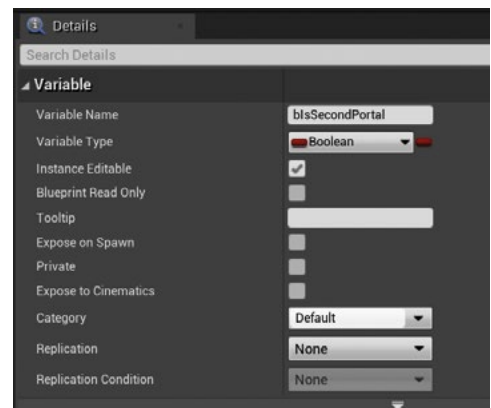 Details
Search Details
Variable
Variable Name bIsSecondPortal
Variable Type Boolean
Instance Editable
Blueprint Read Only
Tooltip
Expose on Spawn
Private
Expose to Cinematics
Category Default
Replication None
Replication Condition None